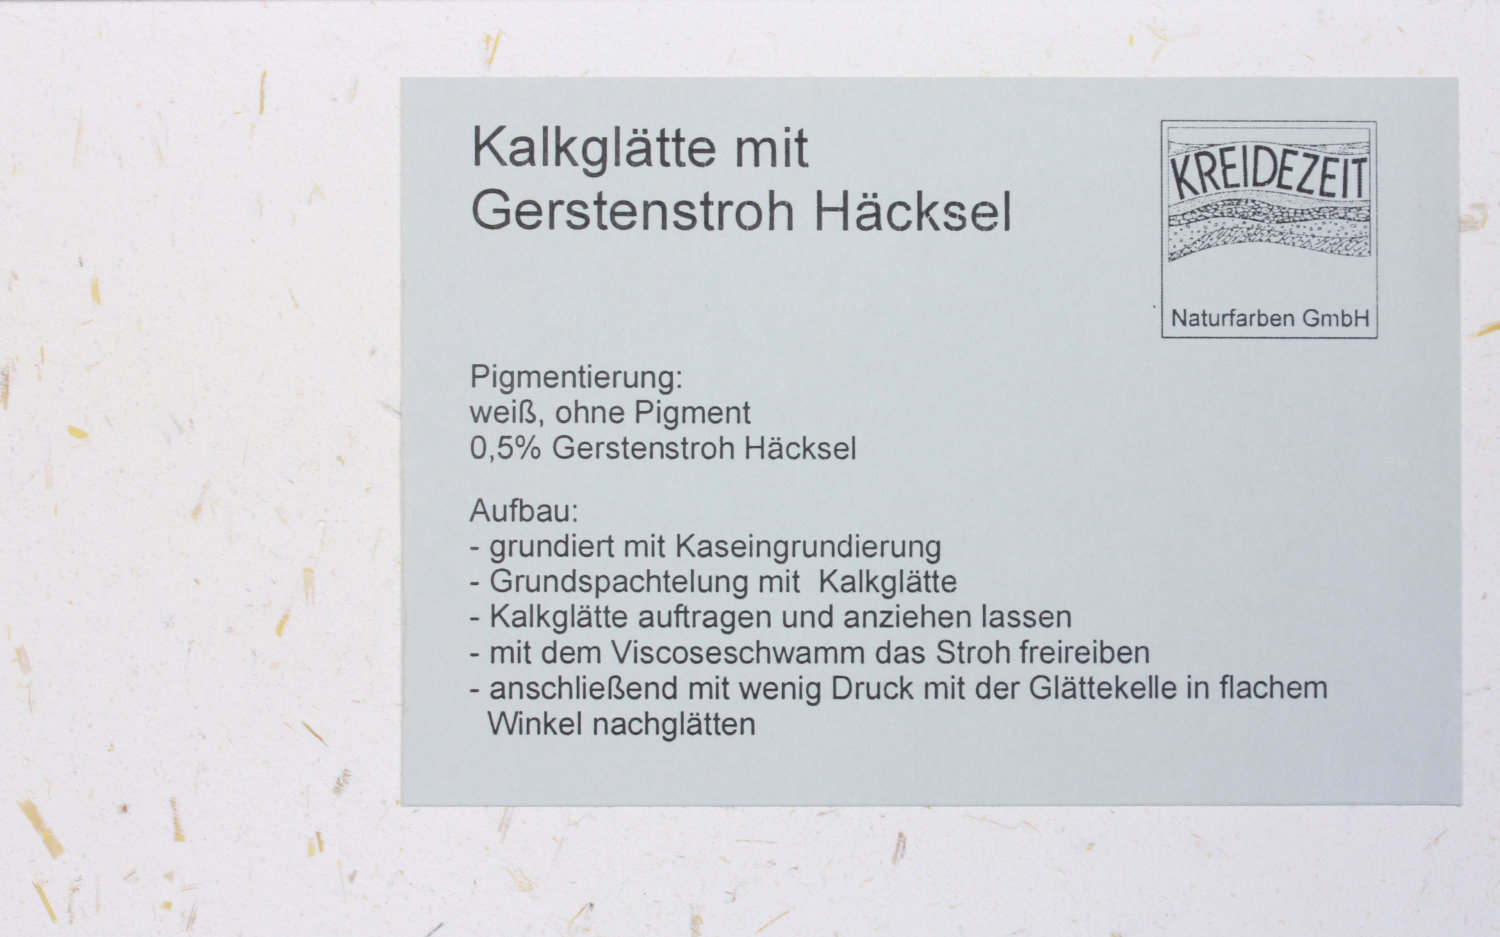 Kalkglätte mit
Gerstenstroh Häcksel
KREIDEZEIT
Naturfarben GmbH
Pigmentierung:
weiß, ohne Pigment
0,5% Gerstenstroh Häcksel
Aufbau:
- grundiert mit Kaseingrundierung
- Grundspachtelung mit  Kalkglätte
- Kalkglätte auftragen und anziehen lassen
- mit dem Viscoseschwamm das Stroh freireiben
- anschließend mit wenig Druck mit der Glättekelle in flachem
Winkel nachglätten